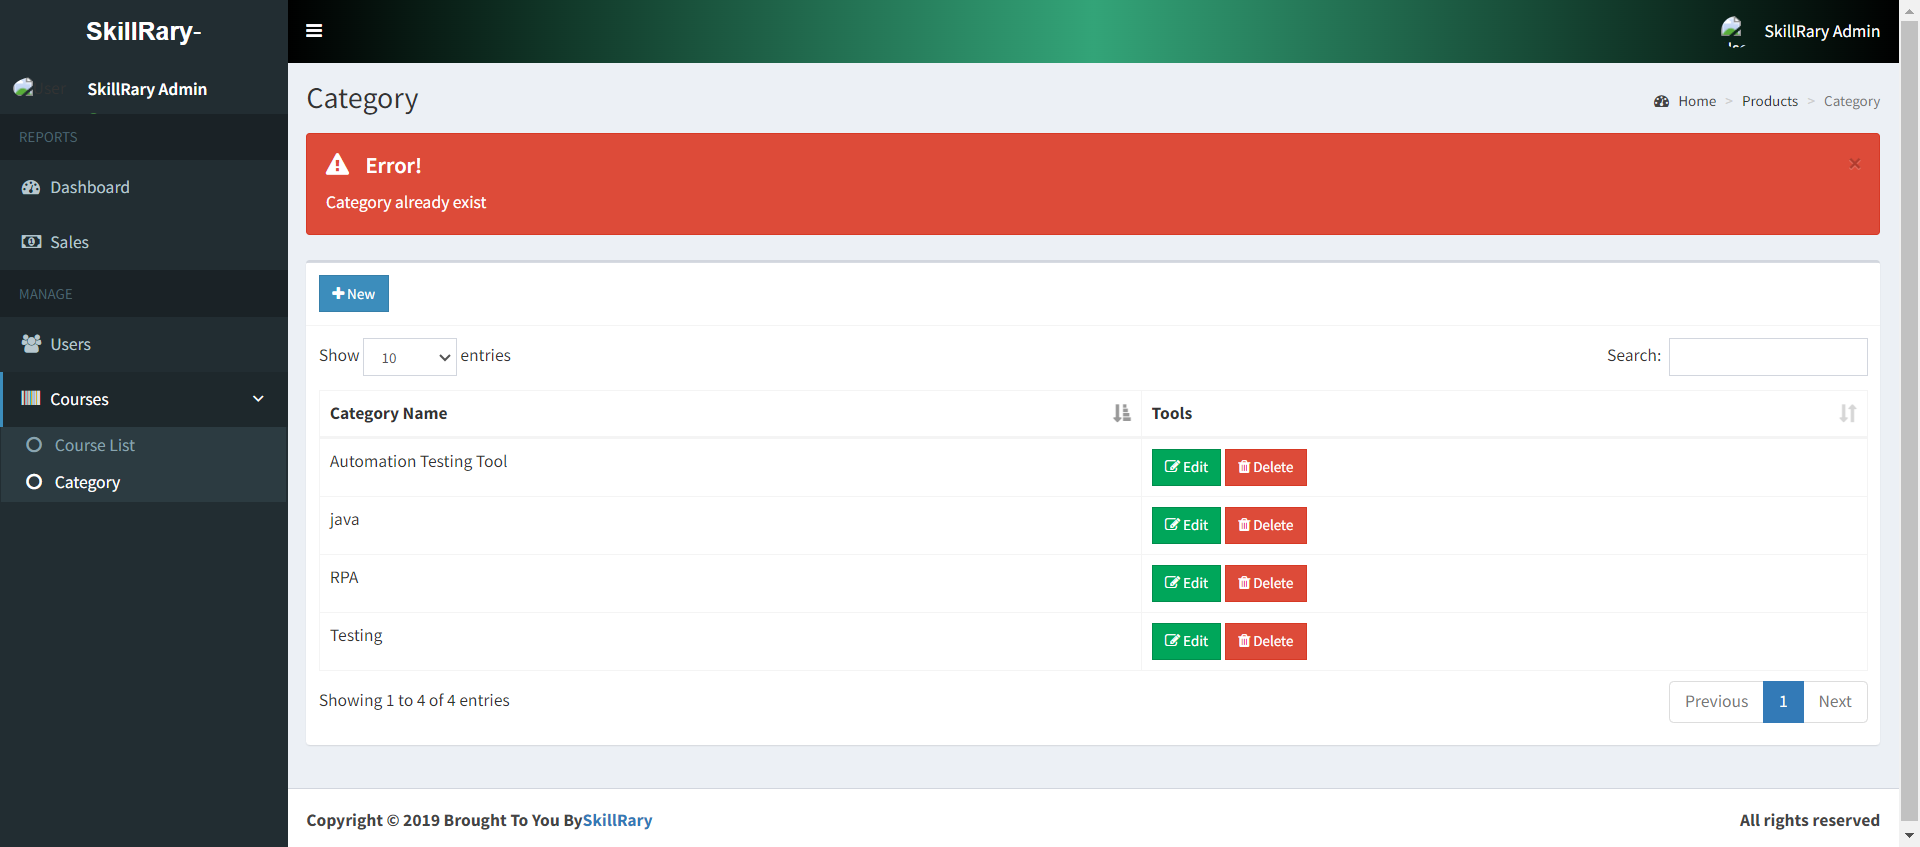 SkillRary-
SkillRary Admin
User
SkillRary Admin
REPORTS
Dashboard
Sales
MANAGE
Users
Courses
Course List
Category
Category
Home > Products > Category
Error!
×
Category already exist
New
Show 10 entries
Search:
Category Name
Tools
Automation Testing Tool
Edit Delete
java
Edit Delete
RPA
Edit Delete
Testing
Edit Delete
Showing 1 to 4 of 4 entries
Previous 1 Next
Copyright © 2019 Brought To You BySkillRary
All rights reserved